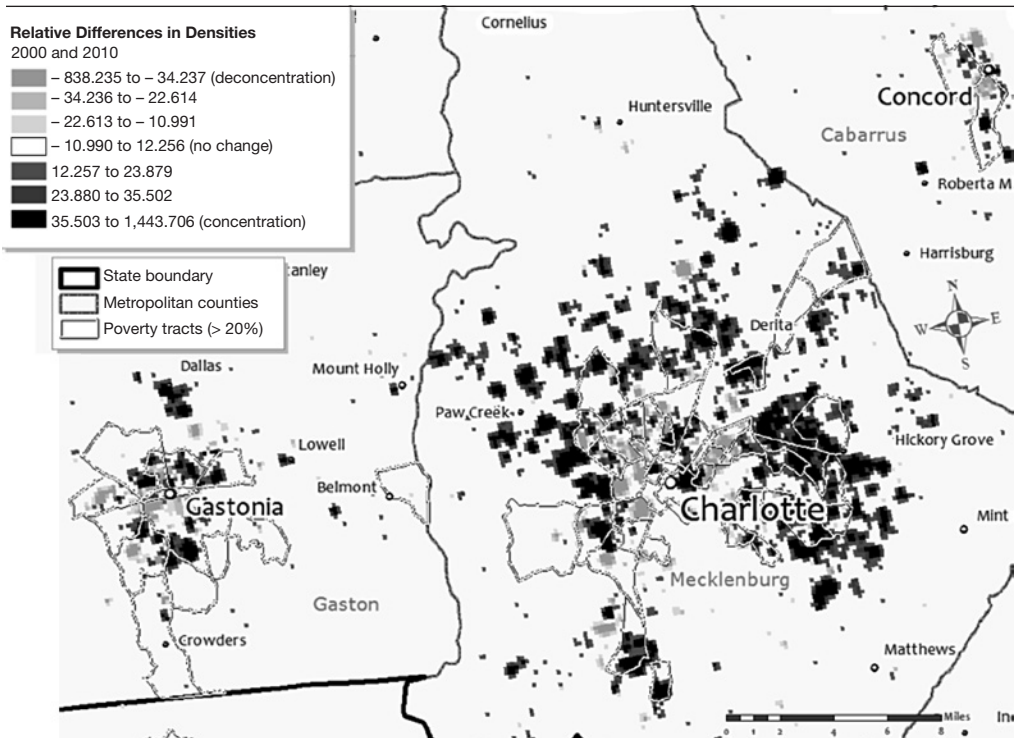 Relative Differences in Densities
2000 and 2010
– 838.235 to – 34.237 (deconcentration)
– 34.236 to – 22.614
– 22.613 to – 10.991
– 10.990 to 12.256 (no change)
12.257 to 23.879
23.880 to 35.502
35.503 to 1,443.706 (concentration)
State boundary
Metropolitan counties
Poverty tracts (> 20%)
Cornelius
Huntersville
Concord
Cabarrus
Roberta M
Harrisburg
N
W E
S
anley
Derita
Dallas
Mount Holly
Paw Creek
Hickory Grove
Lowell
Belmont
Gastonia
Charlotte
Mint
Mecklenburg
Gaston
Crowders
Matthews
Miles
0 1 2 4 6 8
In